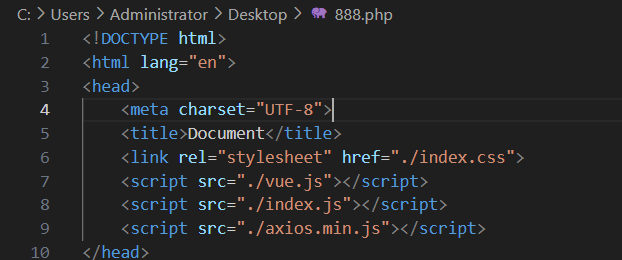 C: > Users > Administrator > Desktop > 888.php
1 <!DOCTYPE html>
2 <html lang="en">
3 <head>
4 <meta charset="UTF-8">
5 <title>Document</title>
6 <link rel="stylesheet" href="./index.css">
7 <script src="./vue.js"></script>
8 <script src="./index.js"></script>
9 <script src="./axios.min.js"></script>
10 </head>